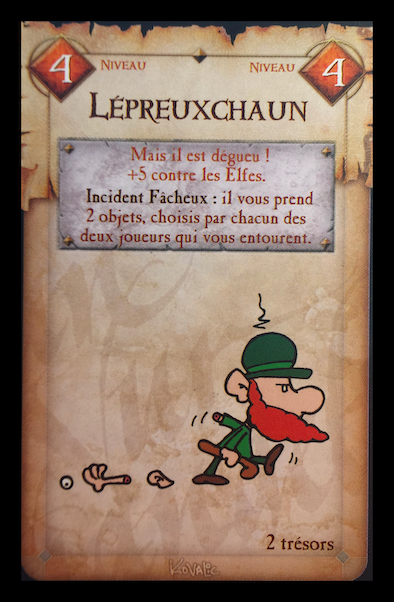 4 Niveau Niveau 4
Lépreuxchaun
Mais il est dégueu !
+5 contre les Elfes.
Incident Fâcheux : il vous prend
2 objets, choisis par chacun des
deux joueurs qui vous entourent.
2 trésors
Kovalic